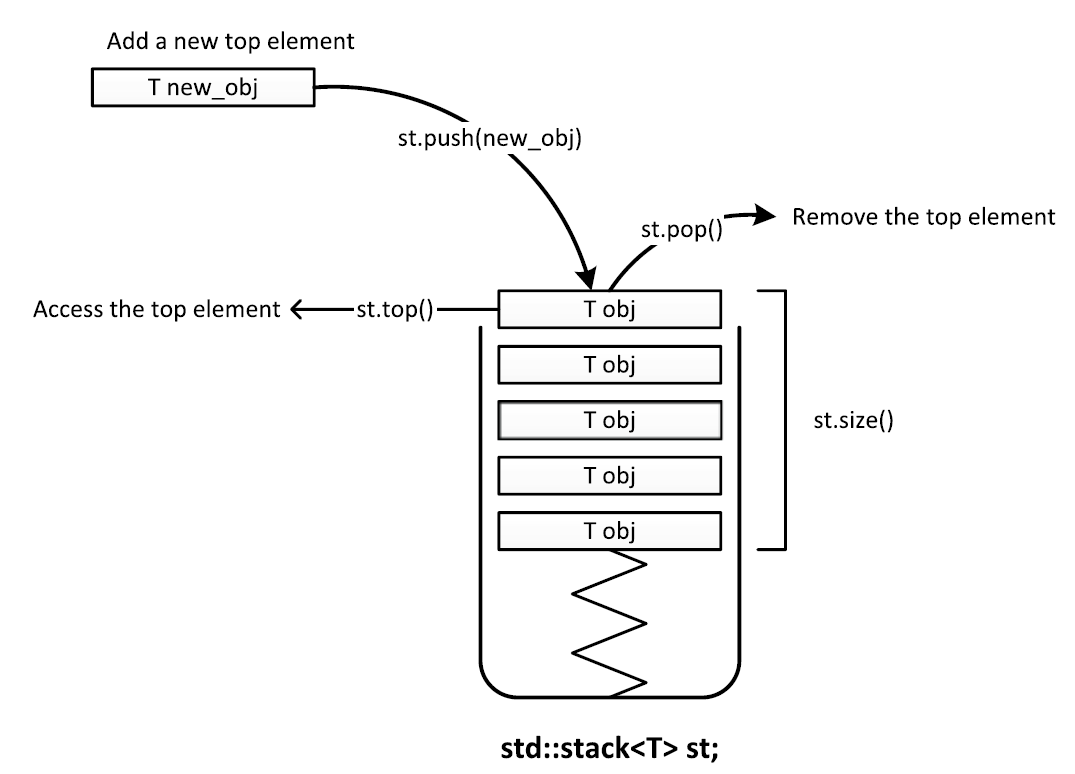 Add a new top element
T new_obj
st.push(new_obj)
st.pop()
Remove the top element
Access the top element
st.top()
T obj
T obj
T obj
T obj
T obj
st.size()
std::stack<T> st;